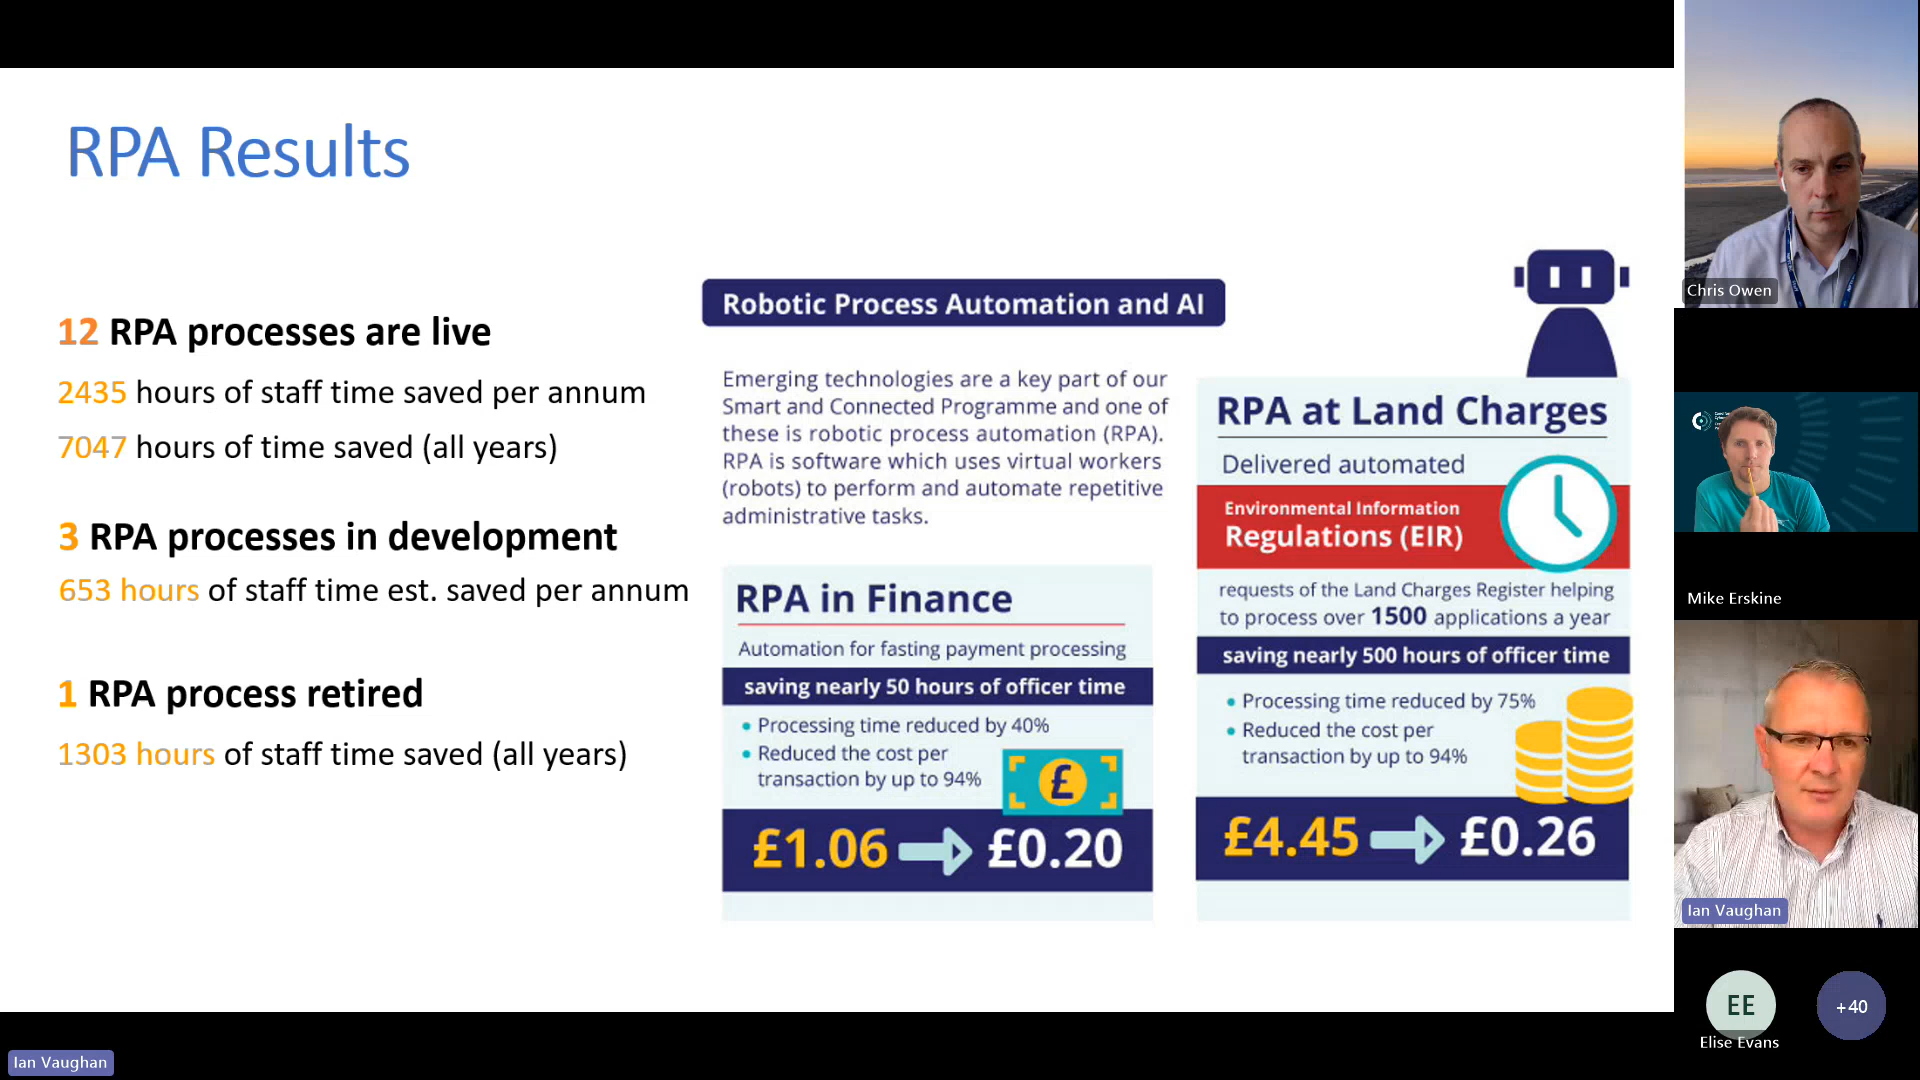 RPA Results
12 RPA processes are live
2435 hours of staff time saved per annum
7047 hours of time saved (all years)
3 RPA processes in development
653 hours of staff time est. saved per annum
1 RPA process retired
1303 hours of staff time saved (all years)
Robotic Process Automation and AI
Emerging technologies are a key part of our
Smart and Connected Programme and one of
these is robotic process automation (RPA).
RPA is software which uses virtual workers
(robots) to perform and automate repetitive
administrative tasks.
RPA in Finance
Automation for fasting payment processing
saving nearly 50 hours of officer time
• Processing time reduced by 40%
• Reduced the cost per
transaction by up to 94%
£
£1.06 £0.20
RPA at Land Charges
Delivered automated
Environmental Information
Regulations (EIR)
requests of the Land Charges Register helping
to process over 1500 applications a year
saving nearly 500 hours of officer time
• Processing time reduced by 75%
• Reduced the cost per
transaction by up to 94%
£4.45 £0.26
Chris Owen
Mike Erskine
Ian Vaughan
EE
Elise Evans
+40
Ian Vaughan